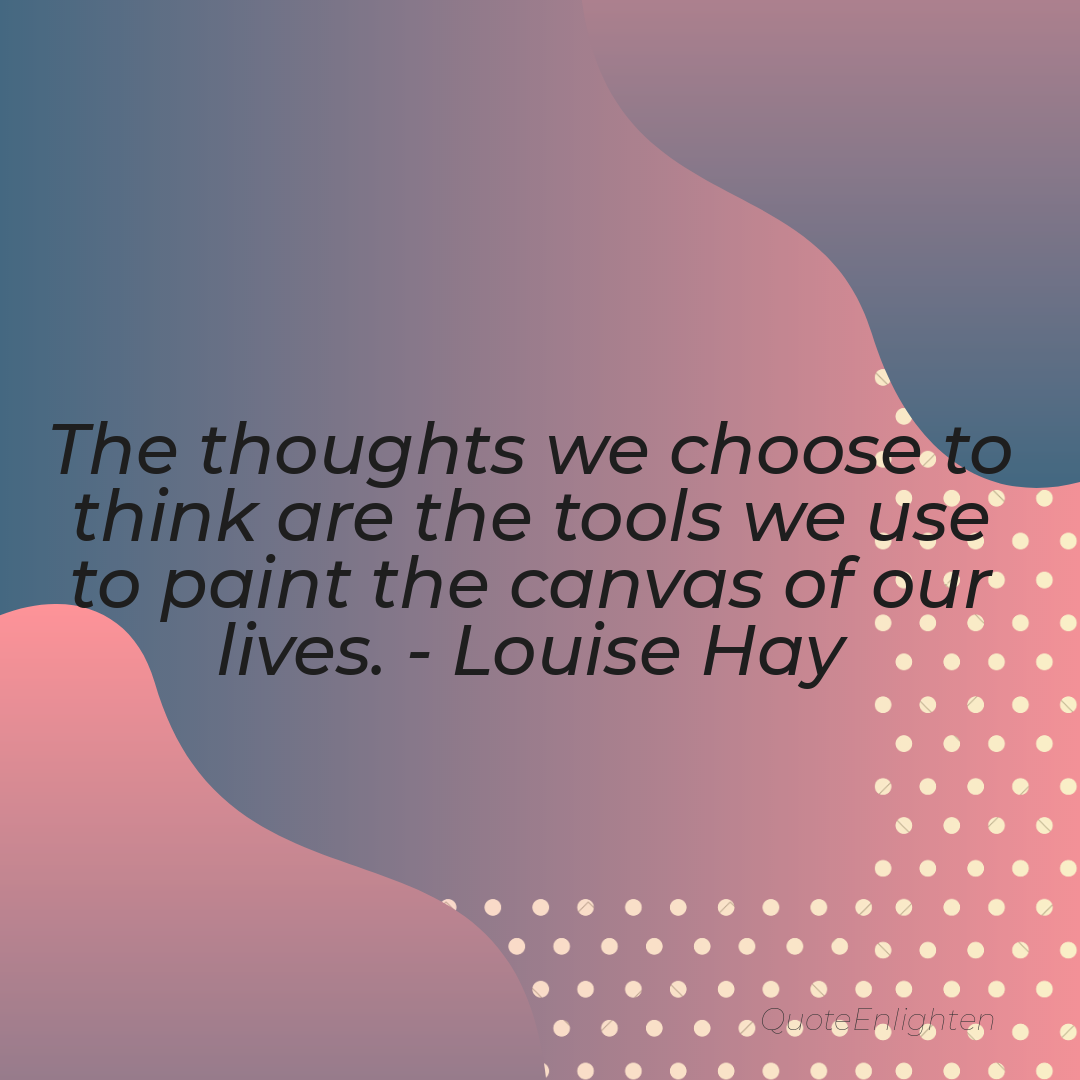 The thoughts we choose to
think are the tools we use
to paint the canvas of our
lives. - Louise Hay
QuoteEnlighten